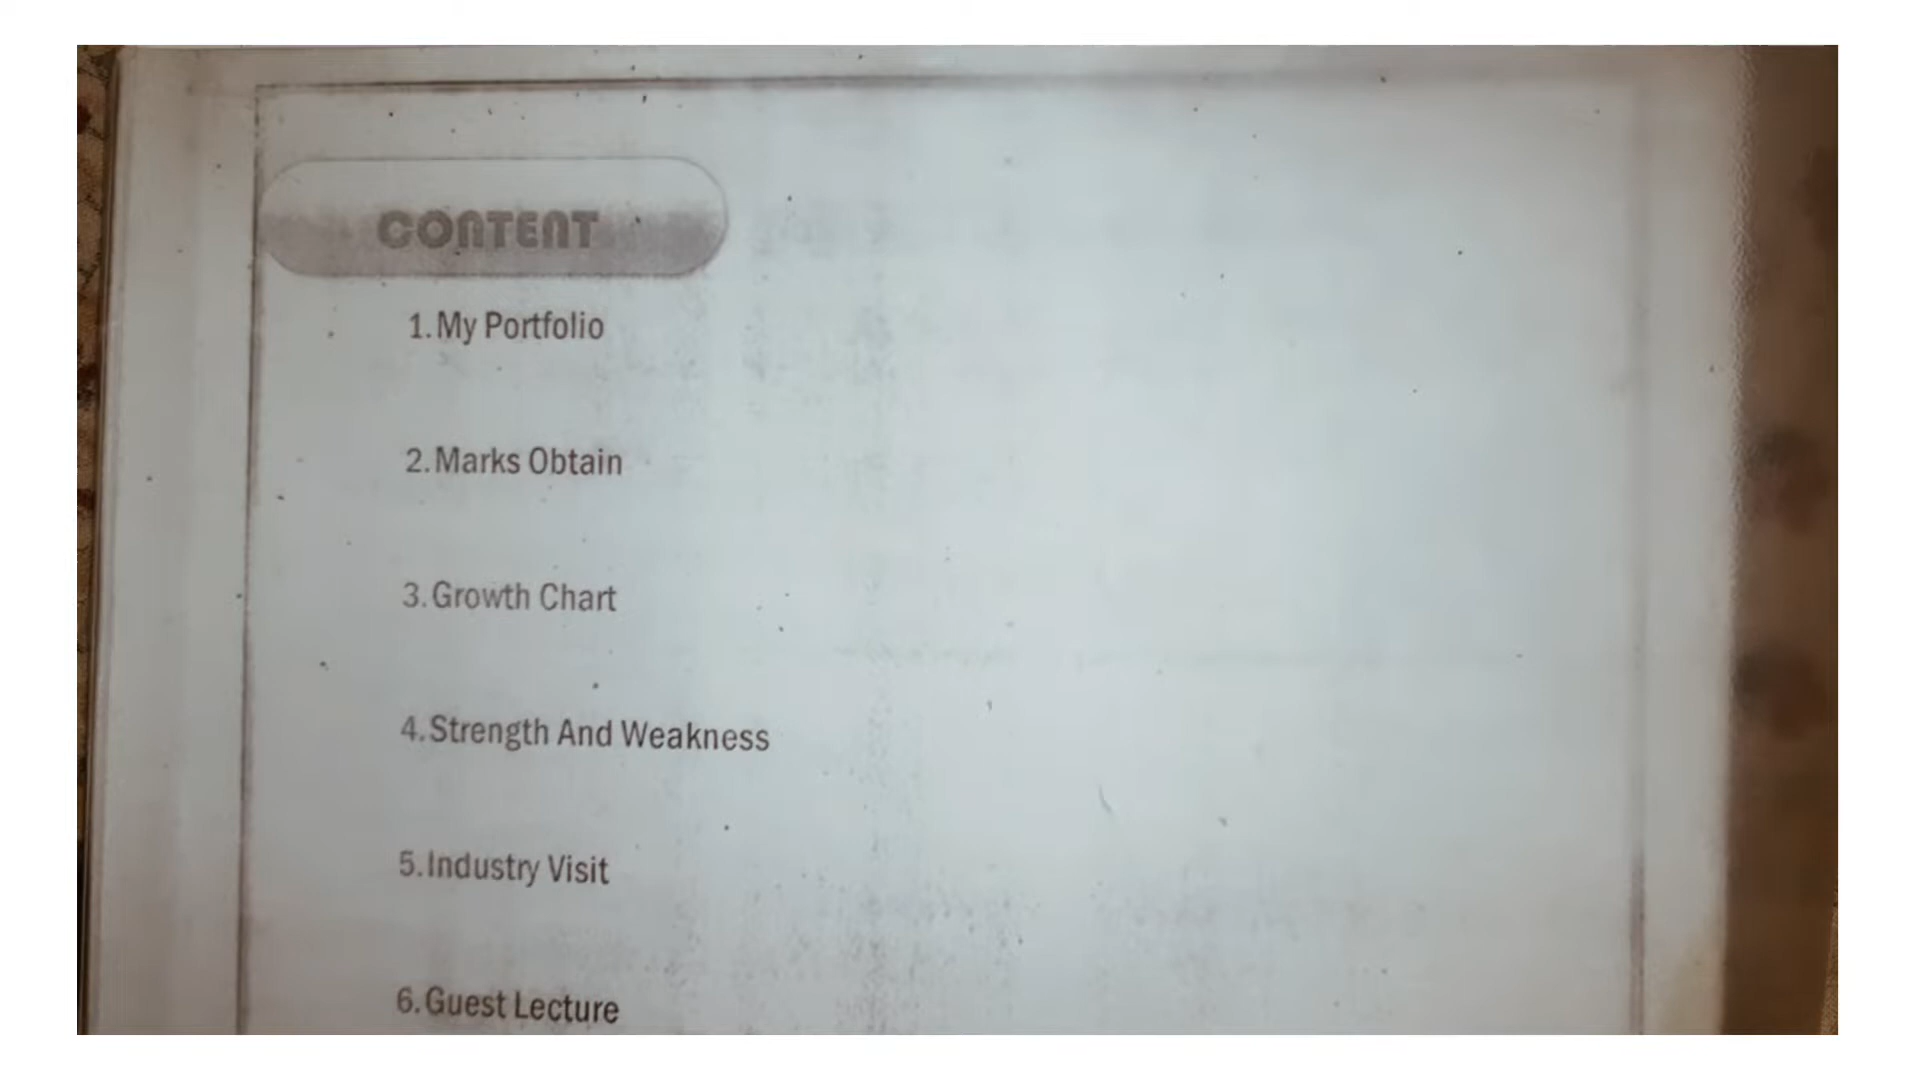 CONTENT
1. My Portfolio
2. Marks Obtain
3. Growth Chart
4. Strength And Weakness
5. Industry Visit
6. Guest Lecture